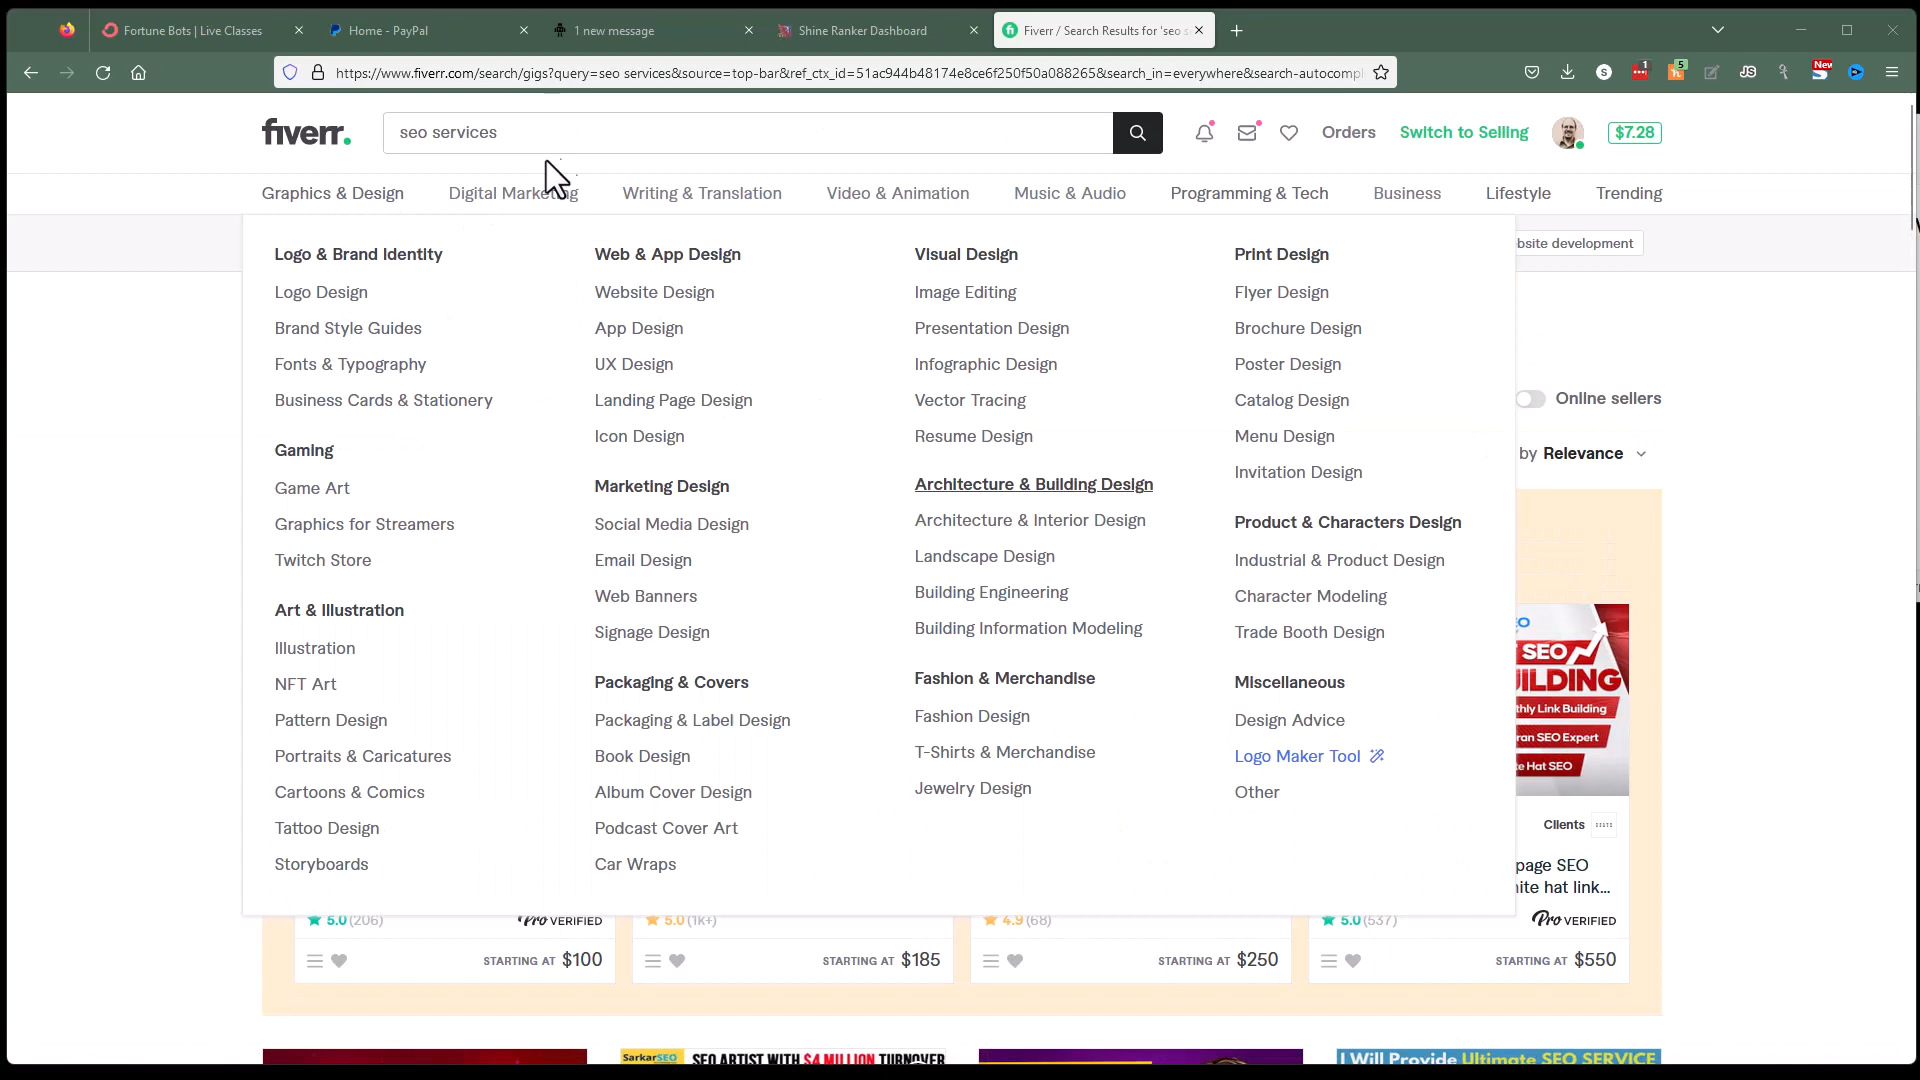 Fortune Bots | Live Classes
Home - PayPal
1 new message
Shine Ranker Dashboard
Fiverr / Search Results for 'seo s
https://www.fiverr.com/search/gigs?query=seo services&source=top-bar&ref_ctx_id=51ac944b48174e8ce6f250f50a088265&search_in=everywhere&search-autocompl
1
5
JS
New
fiverr.
seo services
Orders
Switch to Selling
$7.28
Graphics & Design
Digital Marketing
Writing & Translation
Video & Animation
Music & Audio
Programming & Tech
Business
Lifestyle
Trending
Logo & Brand Identity
Logo Design
Brand Style Guides
Fonts & Typography
Business Cards & Stationery
Gaming
Game Art
Graphics for Streamers
Twitch Store
Art & Illustration
Illustration
NFT Art
Pattern Design
Portraits & Caricatures
Cartoons & Comics
Tattoo Design
Storyboards
Web & App Design
Website Design
App Design
UX Design
Landing Page Design
Icon Design
Marketing Design
Social Media Design
Email Design
Web Banners
Signage Design
Packaging & Covers
Packaging & Label Design
Book Design
Album Cover Design
Podcast Cover Art
Car Wraps
Visual Design
Image Editing
Presentation Design
Infographic Design
Vector Tracing
Resume Design
Architecture & Building Design
Architecture & Interior Design
Landscape Design
Building Engineering
Building Information Modeling
Fashion & Merchandise
Fashion Design
T-Shirts & Merchandise
Jewelry Design
Print Design
Flyer Design
Brochure Design
Poster Design
Catalog Design
Menu Design
Invitation Design
Product & Characters Design
Industrial & Product Design
Character Modeling
Trade Booth Design
Miscellaneous
Design Advice
Logo Maker Tool
Other
bsite development
Online sellers
by Relevance
EO
SEO
ILDING
thly Link Building
ran SEO Expert
te Hat SEO
Clients
page SEO
hite hat link...
5.0 (206)
Pro VERIFIED
5.0 (1k+)
4.9 (68)
5.0 (537)
Pro VERIFIED
STARTING AT $100
STARTING AT $185
STARTING AT $250
STARTING AT $550
SarkarSEO
SEO ARTIST WITH $4 MILLION TURNOVER
I Will Provide Ultimate SEO SERVICE